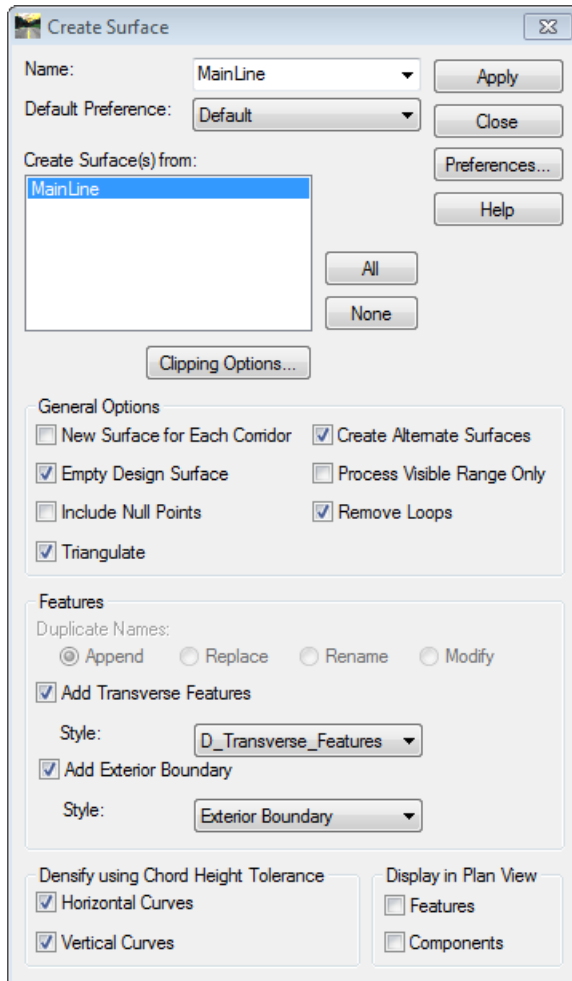 Create Surface
Name:
MainLine
Apply
Default Preference:
Default
Close
Create Surface(s) from:
Preferences...
MainLine
Help
All
None
Clipping Options...
General Options
New Surface for Each Corridor
Create Alternate Surfaces
Empty Design Surface
Process Visible Range Only
Include Null Points
Remove Loops
Triangulate
Features
Duplicate Names:
Append
Replace
Rename
Modify
Add Transverse Features
Style:
D_Transverse_Features
Add Exterior Boundary
Style:
Exterior Boundary
Densify using Chord Height Tolerance
Display in Plan View
Horizontal Curves
Features
Vertical Curves
Components